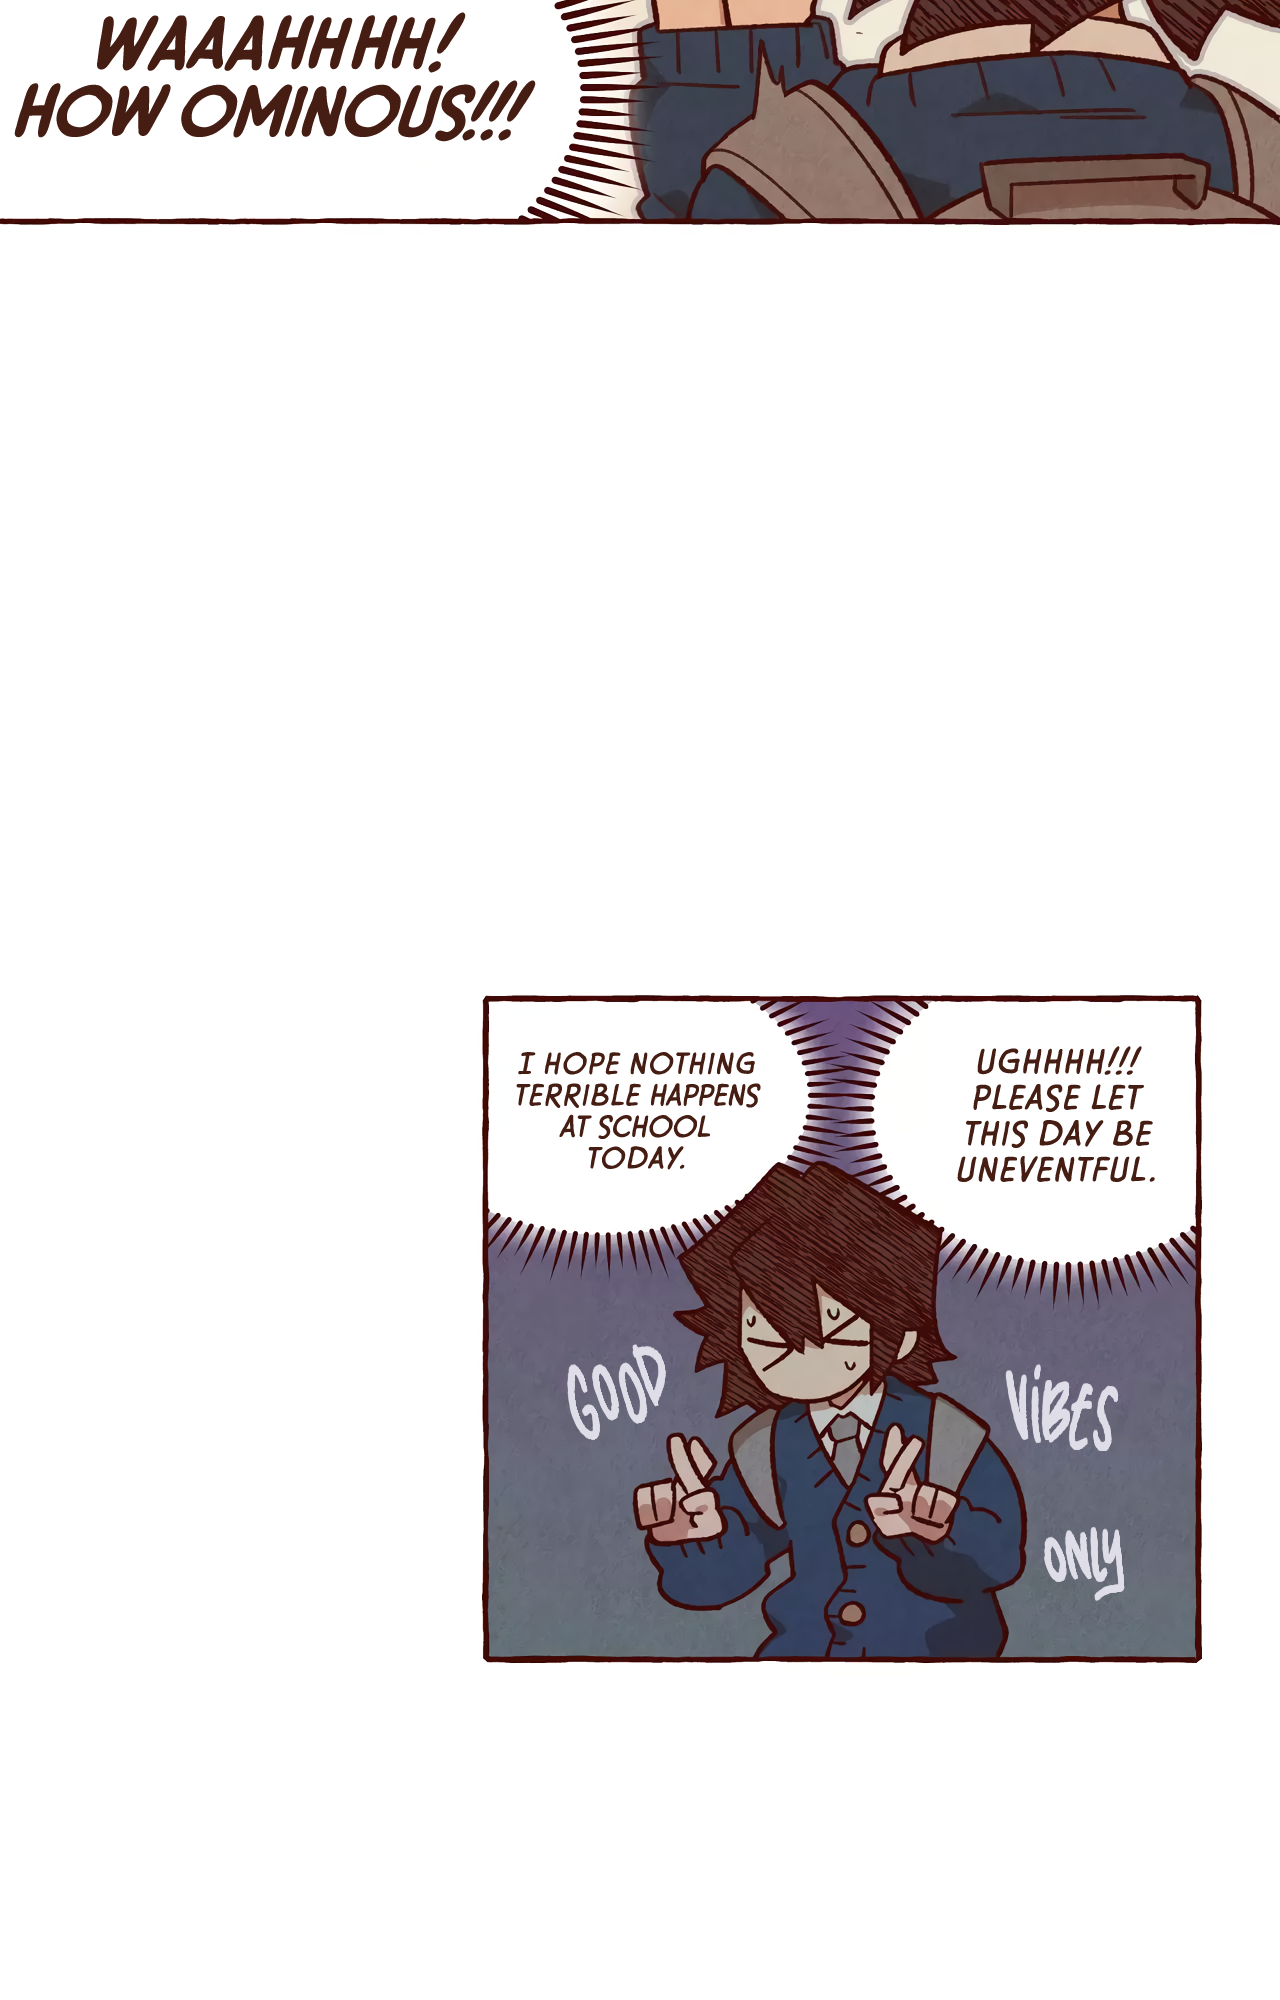 WAAAHHHH!
HOW OMINOUS!!!
I HOPE NOTHING
TERRIBLE HAPPENS
AT SCHOOL
TODAY.
UGHHHH!!!
PLEASE LET
THIS DAY BE
UNEVENTFUL.
GOOD
ViBES
ONLY